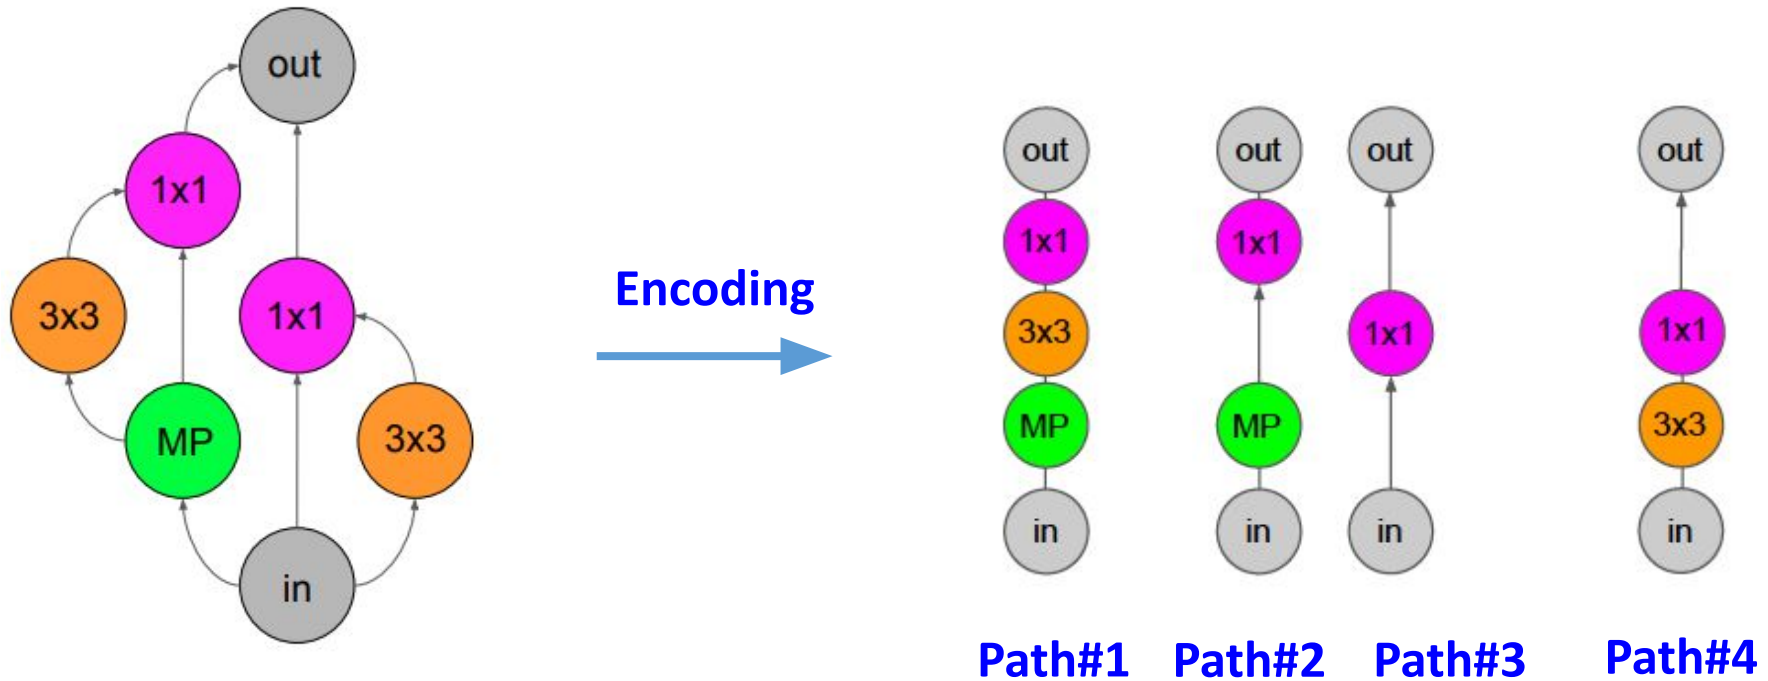 out
1x1
3x3
1x1
MP
3x3
in
Encoding
out
1x1
3x3
MP
in
Path#1
out
1x1
MP
in
Path#2
out
1x1
in
Path#3
out
1x1
3x3
in
Path#4